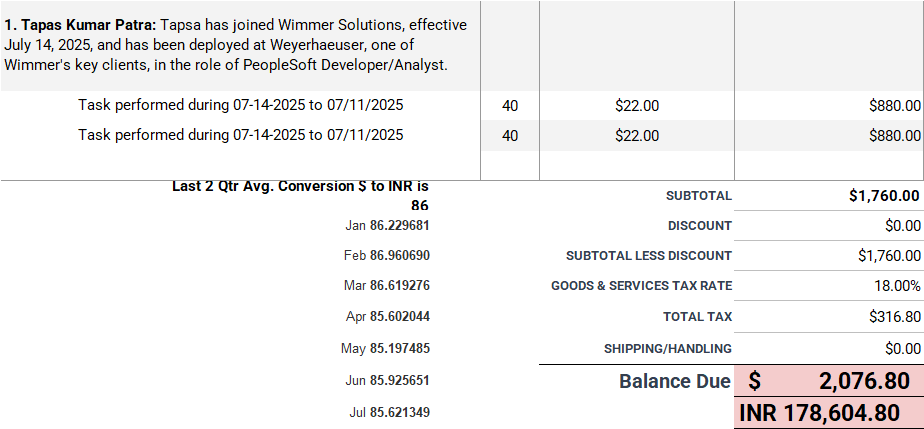 1. Tapas Kumar Patra: Tapsa has joined Wimmer Solutions, effective
July 14, 2025, and has been deployed at Weyerhaeuser, one of
Wimmer's key clients, in the role of PeopleSoft Developer/Analyst.
Task performed during 07-14-2025 to 07/11/2025 40 $22.00 $880.00
Task performed during 07-14-2025 to 07/11/2025 40 $22.00 $880.00
Last 2 Qtr Avg. Conversion $ to INR is
86
SUBTOTAL $1,760.00
Jan 86.229681 DISCOUNT $0.00
Feb 86.960690 SUBTOTAL LESS DISCOUNT $1,760.00
Mar 86.619276 GOODS & SERVICES TAX RATE 18.00%
Apr 85.602044 TOTAL TAX $316.80
May 85.197485 SHIPPING/HANDLING $0.00
Jun 85.925651 Balance Due $ 2,076.80
Jul 85.621349 INR 178,604.80